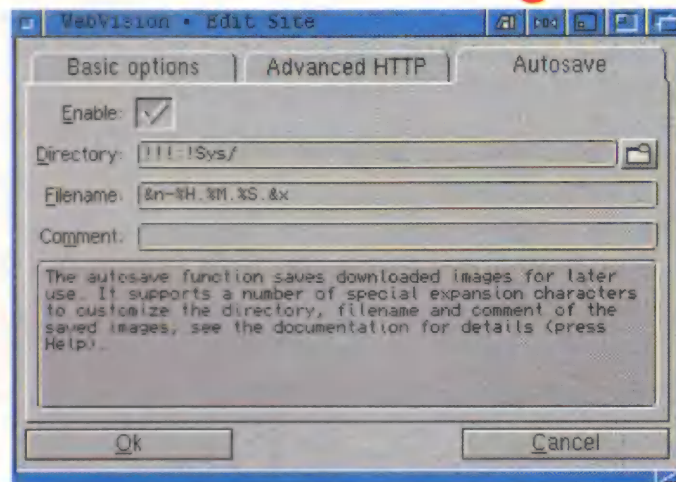 WebVision • Edit Site
Basic options
Advanced HTTP
Autosave
Enable:
Directory: !!!:!Sys/
Filename: &n-%H.%M.%S.&x
Comment:
The autosave function saves downloaded images for later
use. It supports a number of special expansion characters
to customize the directory, filename and comment of the
saved images, see the documentation for details (press
Help).
Ok
Cancel